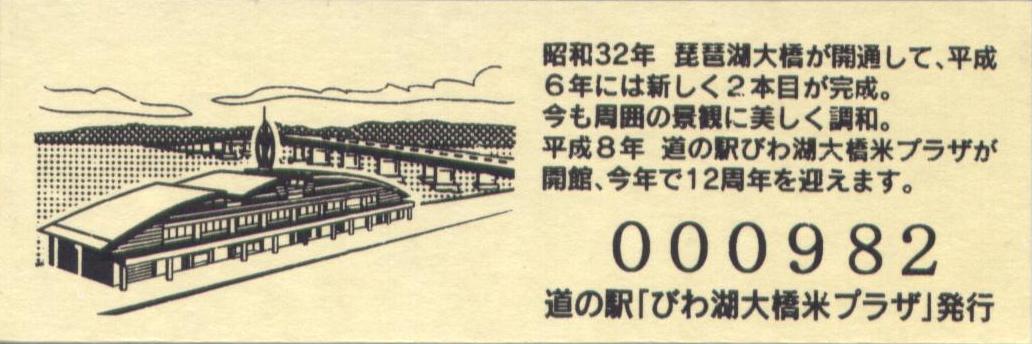 昭和32年 琵琶湖大橋が開通して、平成
6年には新しく2本目が完成。
今も周囲の景観に美しく調和。
平成8年 道の駅びわ湖大橋米プラザが
開館、今年で12周年を迎えます。
000982
道の駅「びわ湖大橋米プラザ」発行